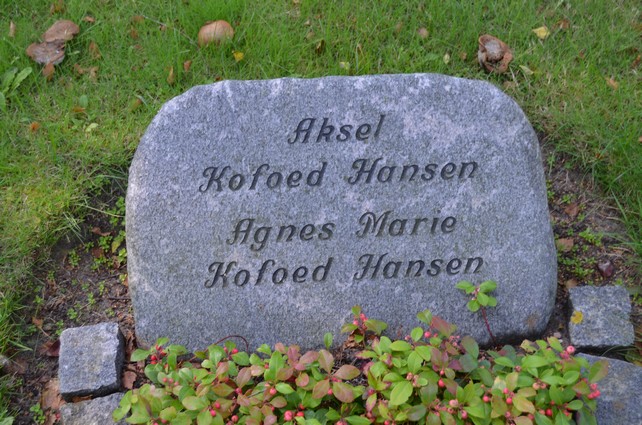 Aksel
Kofoed Hansen
Agnes Marie
Kofoed Hansen